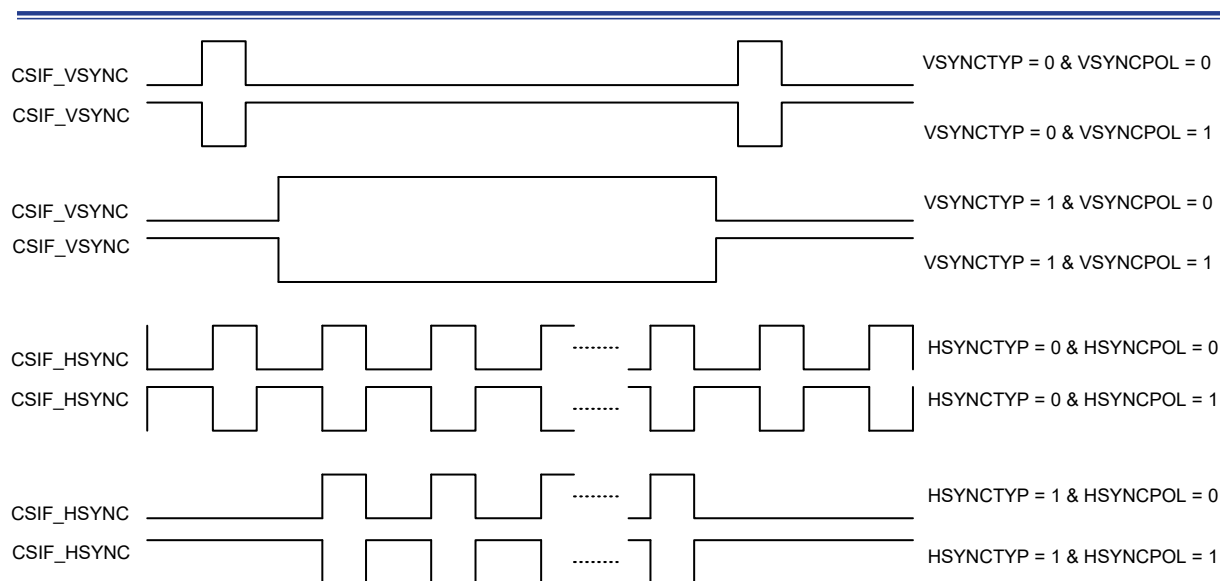 CSIF_VSYNC
VSYNCTYP = 0 & VSYNCPOL = 0
CSIF_VSYNC
VSYNCTYP = 0 & VSYNCPOL = 1
CSIF_VSYNC
VSYNCTYP = 1 & VSYNCPOL = 0
CSIF_VSYNC
VSYNCTYP = 1 & VSYNCPOL = 1
CSIF_HSYNC
HSYNCTYP = 0 & HSYNCPOL = 0
CSIF_HSYNC
HSYNCTYP = 0 & HSYNCPOL = 1
CSIF_HSYNC
HSYNCTYP = 1 & HSYNCPOL = 0
CSIF_HSYNC
HSYNCTYP = 1 & HSYNCPOL = 1